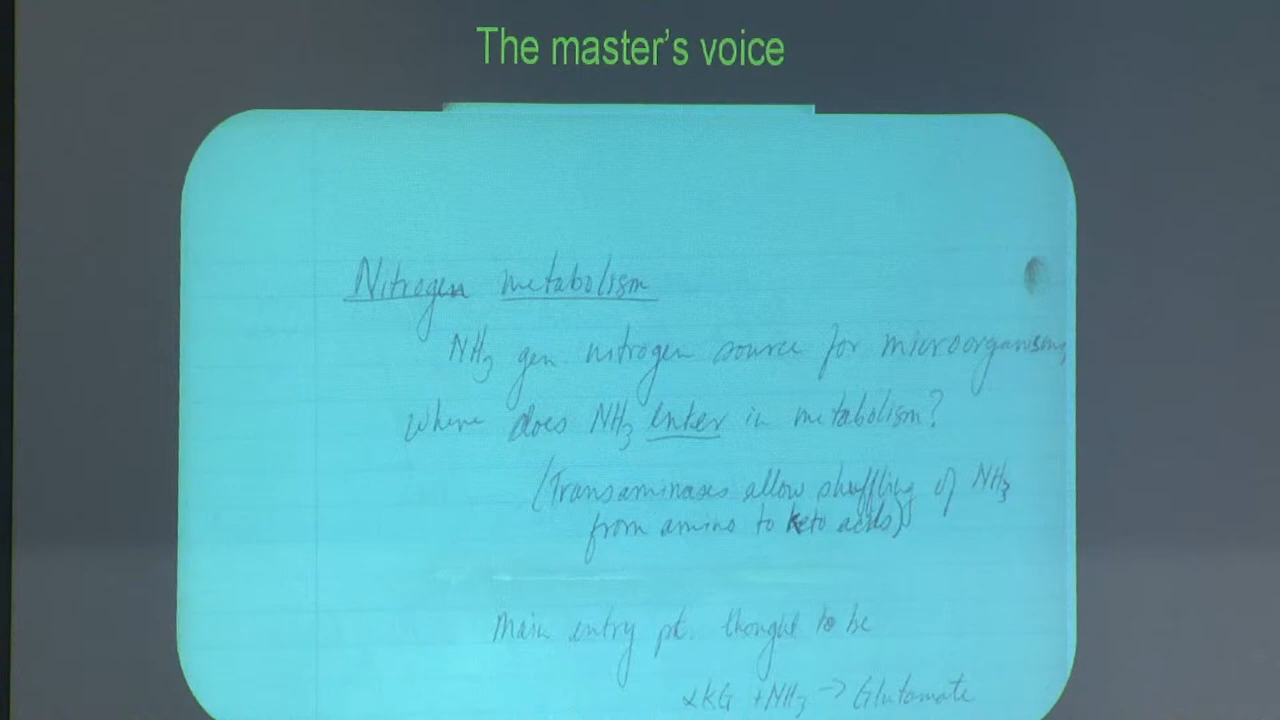 The master's voice
Nitrogen metabolism
NH3 gen nitrogen source for microorganisms,
Where does NH3 enter in metabolism?
(Transaminases allow shuffling of NH3
from amino to keto acids)
Main entry pt. thought to be
αKG + NH3 → Glutamate